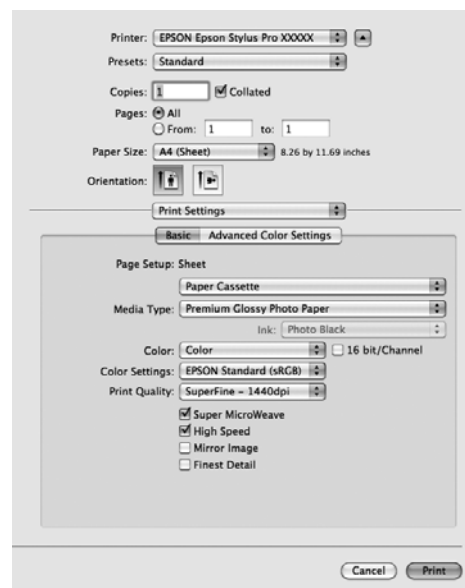 Printer: EPSON Epson Stylus Pro XXXXX
Presets: Standard
Copies: 1 Collated
Pages: All
From: 1 to: 1
Paper Size: A4 (Sheet) 8.26 by 11.69 inches
Orientation:
Print Settings
Basic Advanced Color Settings
Page Setup: Sheet
Paper Cassette
Media Type: Premium Glossy Photo Paper
Ink: Photo Black
Color: Color 16 bit/Channel
Color Settings: EPSON Standard (sRGB)
Print Quality: SuperFine – 1440dpi
Super MicroWeave
High Speed
Mirror Image
Finest Detail
Cancel Print